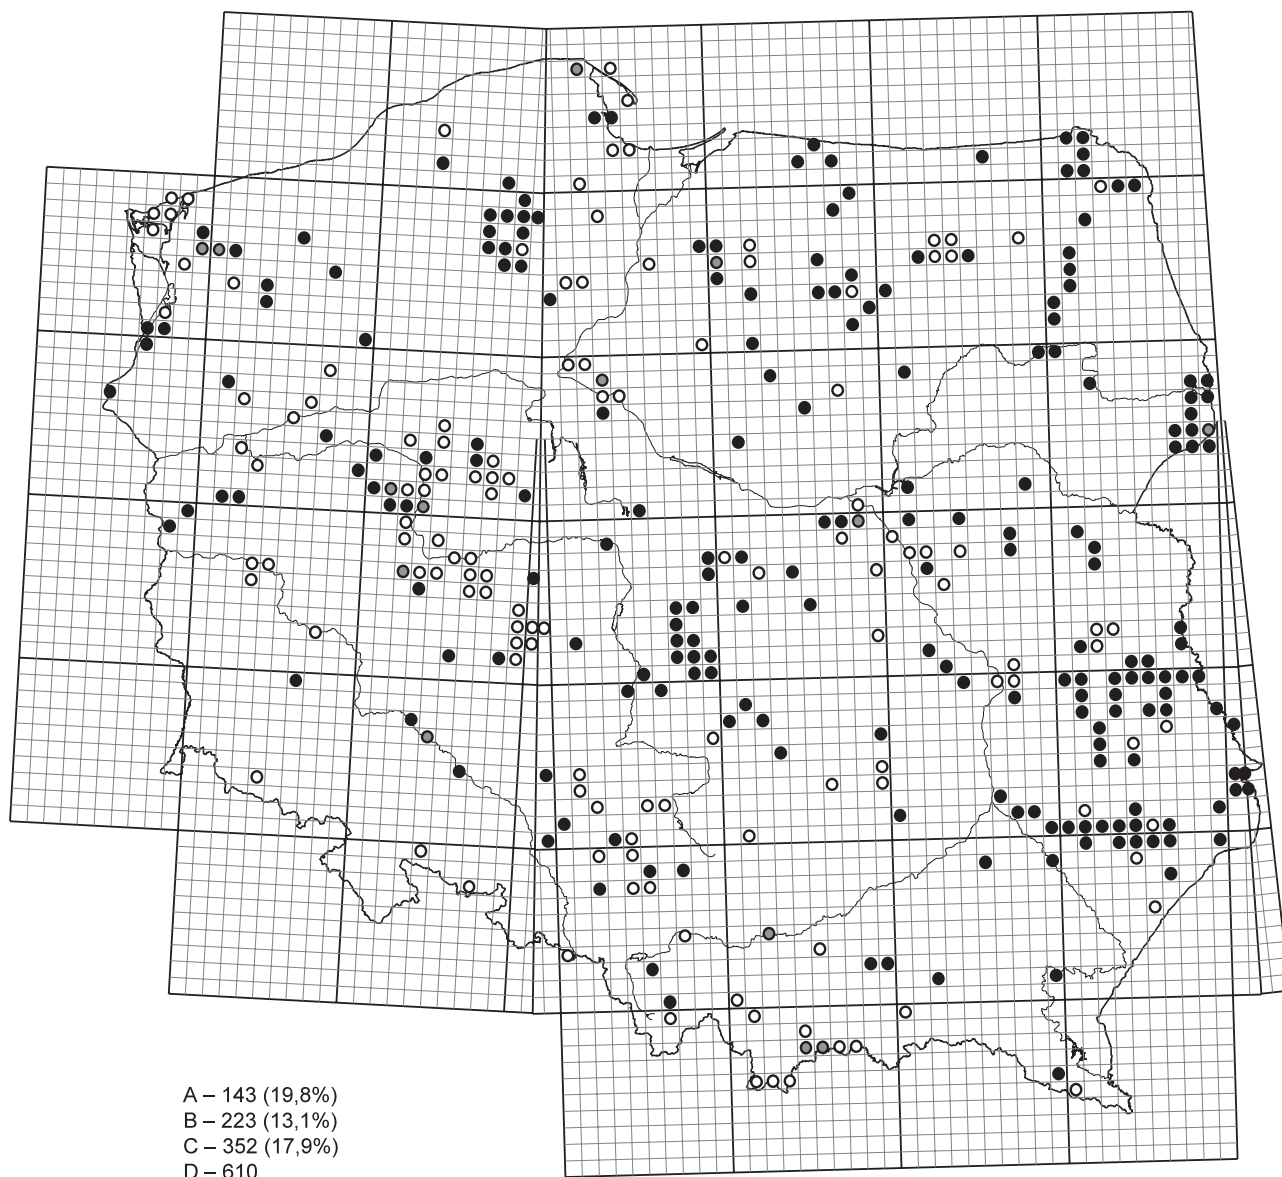 A – 143 (19,8%)
B – 223 (13,1%)
C – 352 (17,9%)
D – 610